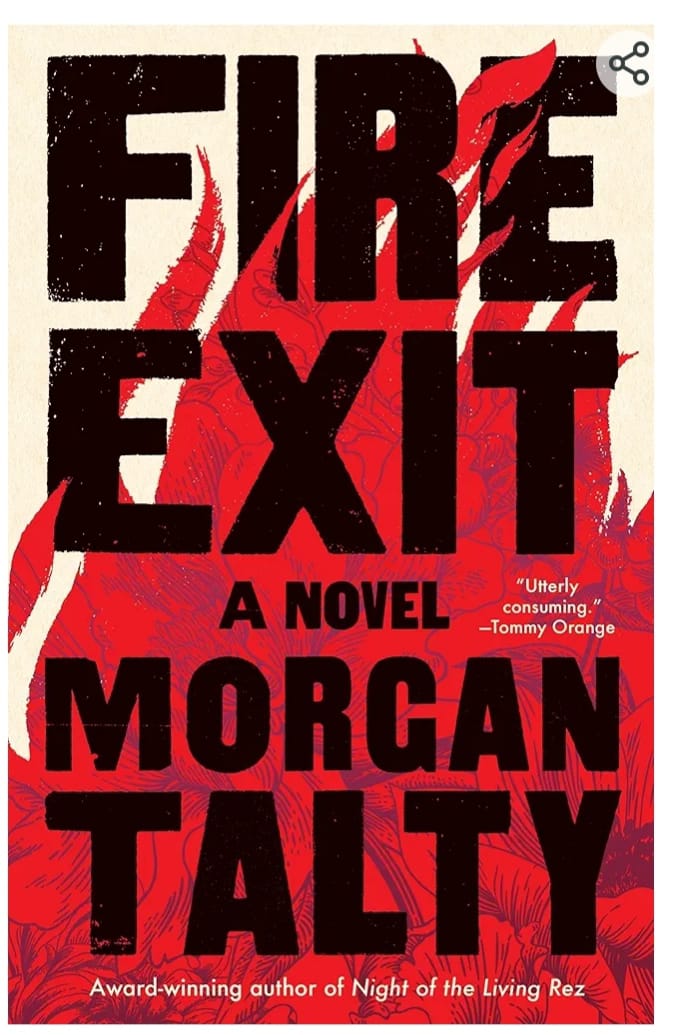 FIRE
EXIT
A NOVEL
"Utterly
consuming."
—Tommy Orange
MORGAN
TALTY
Award-winning author of Night of the Living Rez